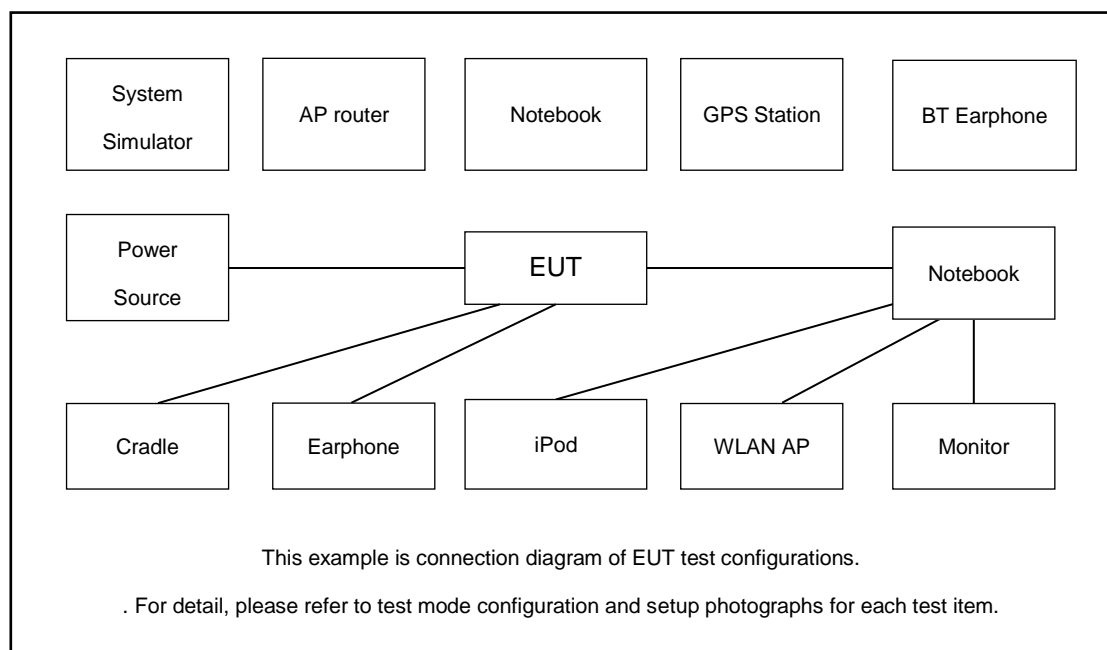 System
Simulator
AP router
Notebook
GPS Station
BT Earphone
Power
Source
EUT
Notebook
Cradle
Earphone
iPod
WLAN AP
Monitor
This example is connection diagram of EUT test configurations.
. For detail, please refer to test mode configuration and setup photographs for each test item.